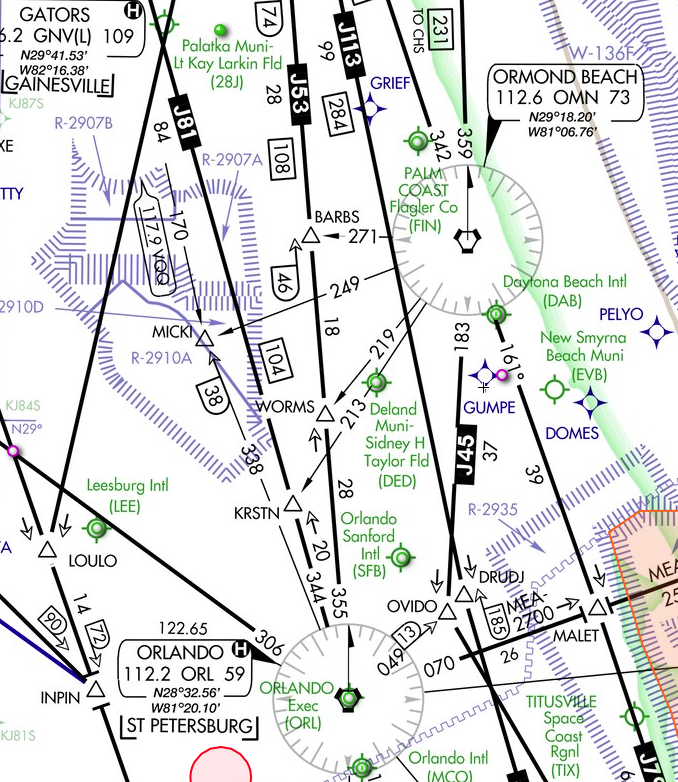 GATORS
6.2 GNV(L) 109
N29°41.53'
W82°16.38'
GAINESVILLE
H
KJ87S
XE
R-2907B
TTY
Palatka Muni-
Lt Kay Larkin Fld
(28J)
74
J53
28
108
J113
99
284
TO CHS
231
GRIEF
342
359
W-136F
ORMOND BEACH
112.6 OMN 73
N29°18.20'
W81°06.76'
J81
84
R-2907A
170
117.9 VQQ
PALM
COAST
Flagler Co
(FIN)
BARBS
271
46
249
18
2910D
MICKI
R-2910A
38
104
219
213
183
161°
Daytona Beach Intl
(DAB)
PELYO
New Smyrna
Beach Muni
(EVB)
GUMPE
DOMES
KJ84S
N29°
WORMS
338
Deland
Muni-
Sidney H
Taylor Fld
(DED)
J45
37
39
Leesburg Intl
(LEE)
KRSTN
28
20
344
355
R-2935
Orlando
Sanford
Intl
(SFB)
TA
LOULO
14
90
72
INPIN
306
122.65
ORLANDO
H
112.2 ORL 59
N28°32.56'
W81°20.10'
ST PETERSBURG
ORLANDO
Exec
(ORL)
OVIDO
DRUDJ
049
13
185
MEA-
2700
070
26
MALET
MEA
25
KJ81S
TITUSVILLE
Space
Coast
Rgnl
(TIX)
Orlando Intl
(MCO)
1
J7